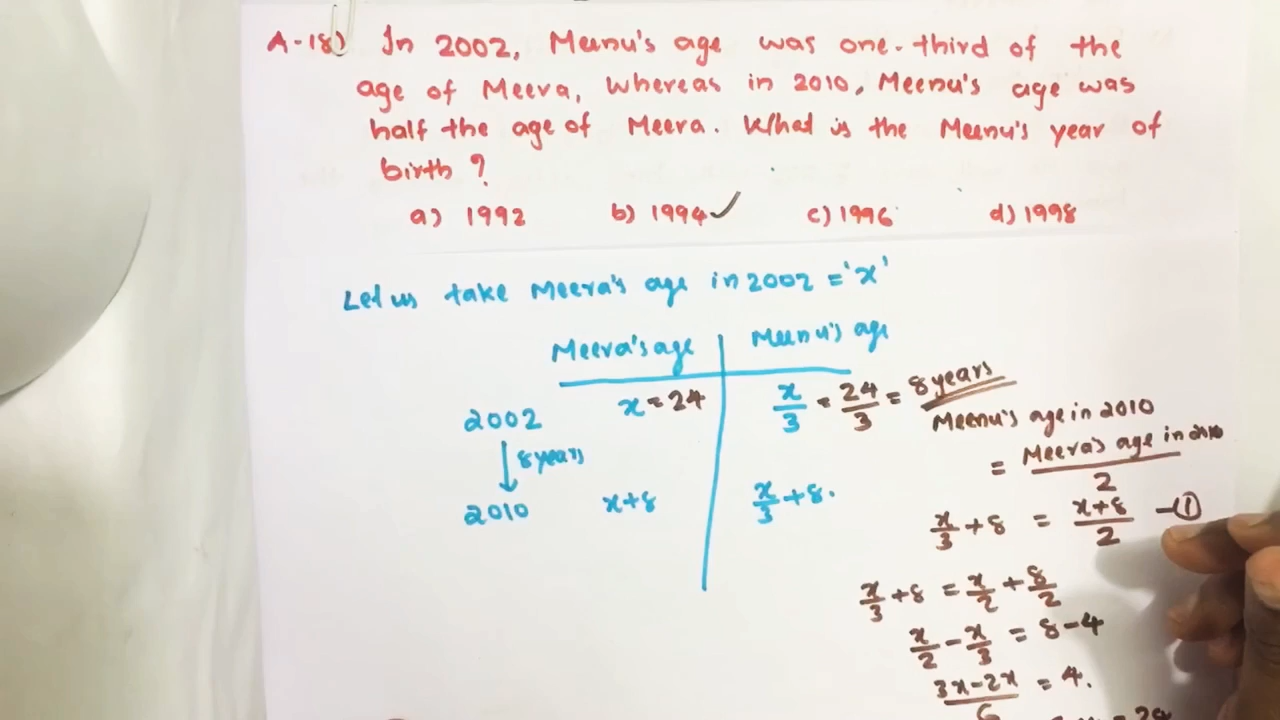 A-18) In 2002, Meenu's age was one-third of the
age of Meera, whereas in 2010, Meenu's age was
half the age of Meera. What is the Meenu's year of
birth ?
a) 1992 b) 1994 ✓ c) 1996 d) 1998
Let us take Meera's age in 2002 = 'x'
Meera's age Meenu's age
2002 x = 24 x/3 = 24/3 = 8 years
↓ 8 years
2010 x+8 x/3 + 8.
Meenu's age in 2010
= Meera's age in 2010 / 2
x/3 + 8 = x+8/2 —①
x/3 + 8 = x/2 + 8/2
x/2 - x/3 = 8 - 4
3x-2x/6 = 4.